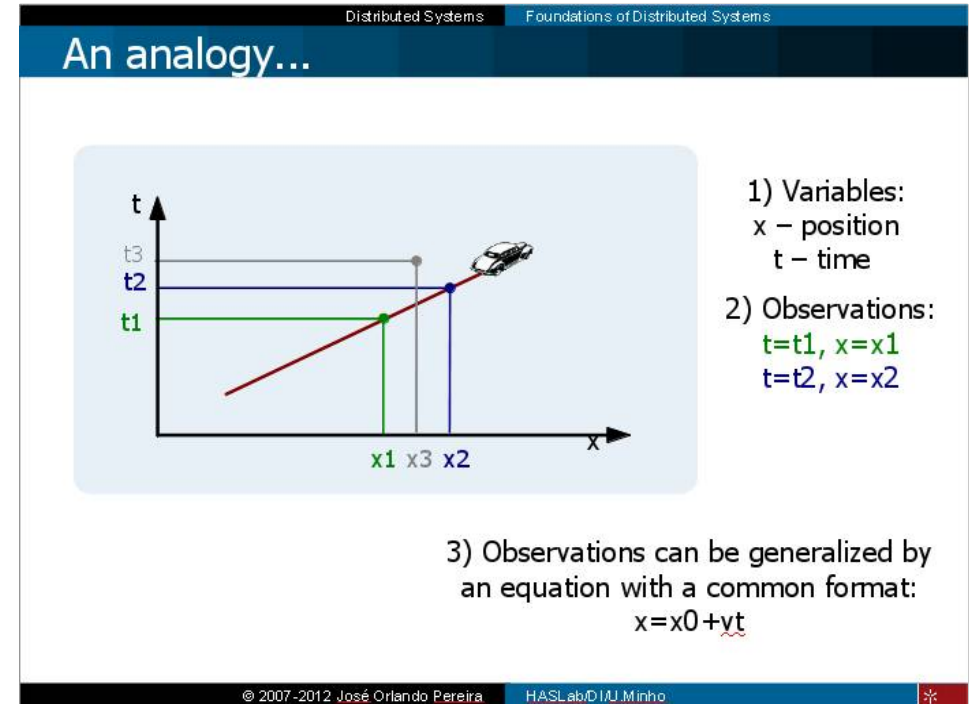 Distributed Systems Foundations of Distributed Systems
An analogy...
t
t3
t2
t1
x1 x3 x2
x
1) Variables:
x – position
t – time
2) Observations:
t=t1, x=x1
t=t2, x=x2
3) Observations can be generalized by
an equation with a common format:
x=x0+vt
© 2007-2012 José Orlando Pereira HASLab/DI/U.Minho